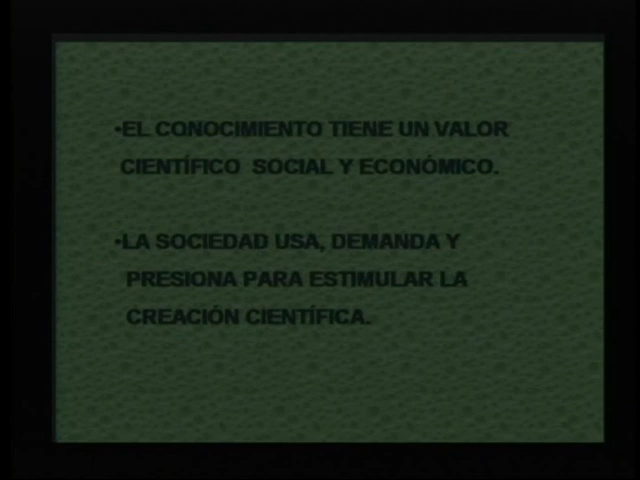 •EL CONOCIMIENTO TIENE UN VALOR
CIENTÍFICO SOCIAL Y ECONÓMICO.
•LA SOCIEDAD USA, DEMANDA Y
PRESIONA PARA ESTIMULAR LA
CREACIÓN CIENTÍFICA.